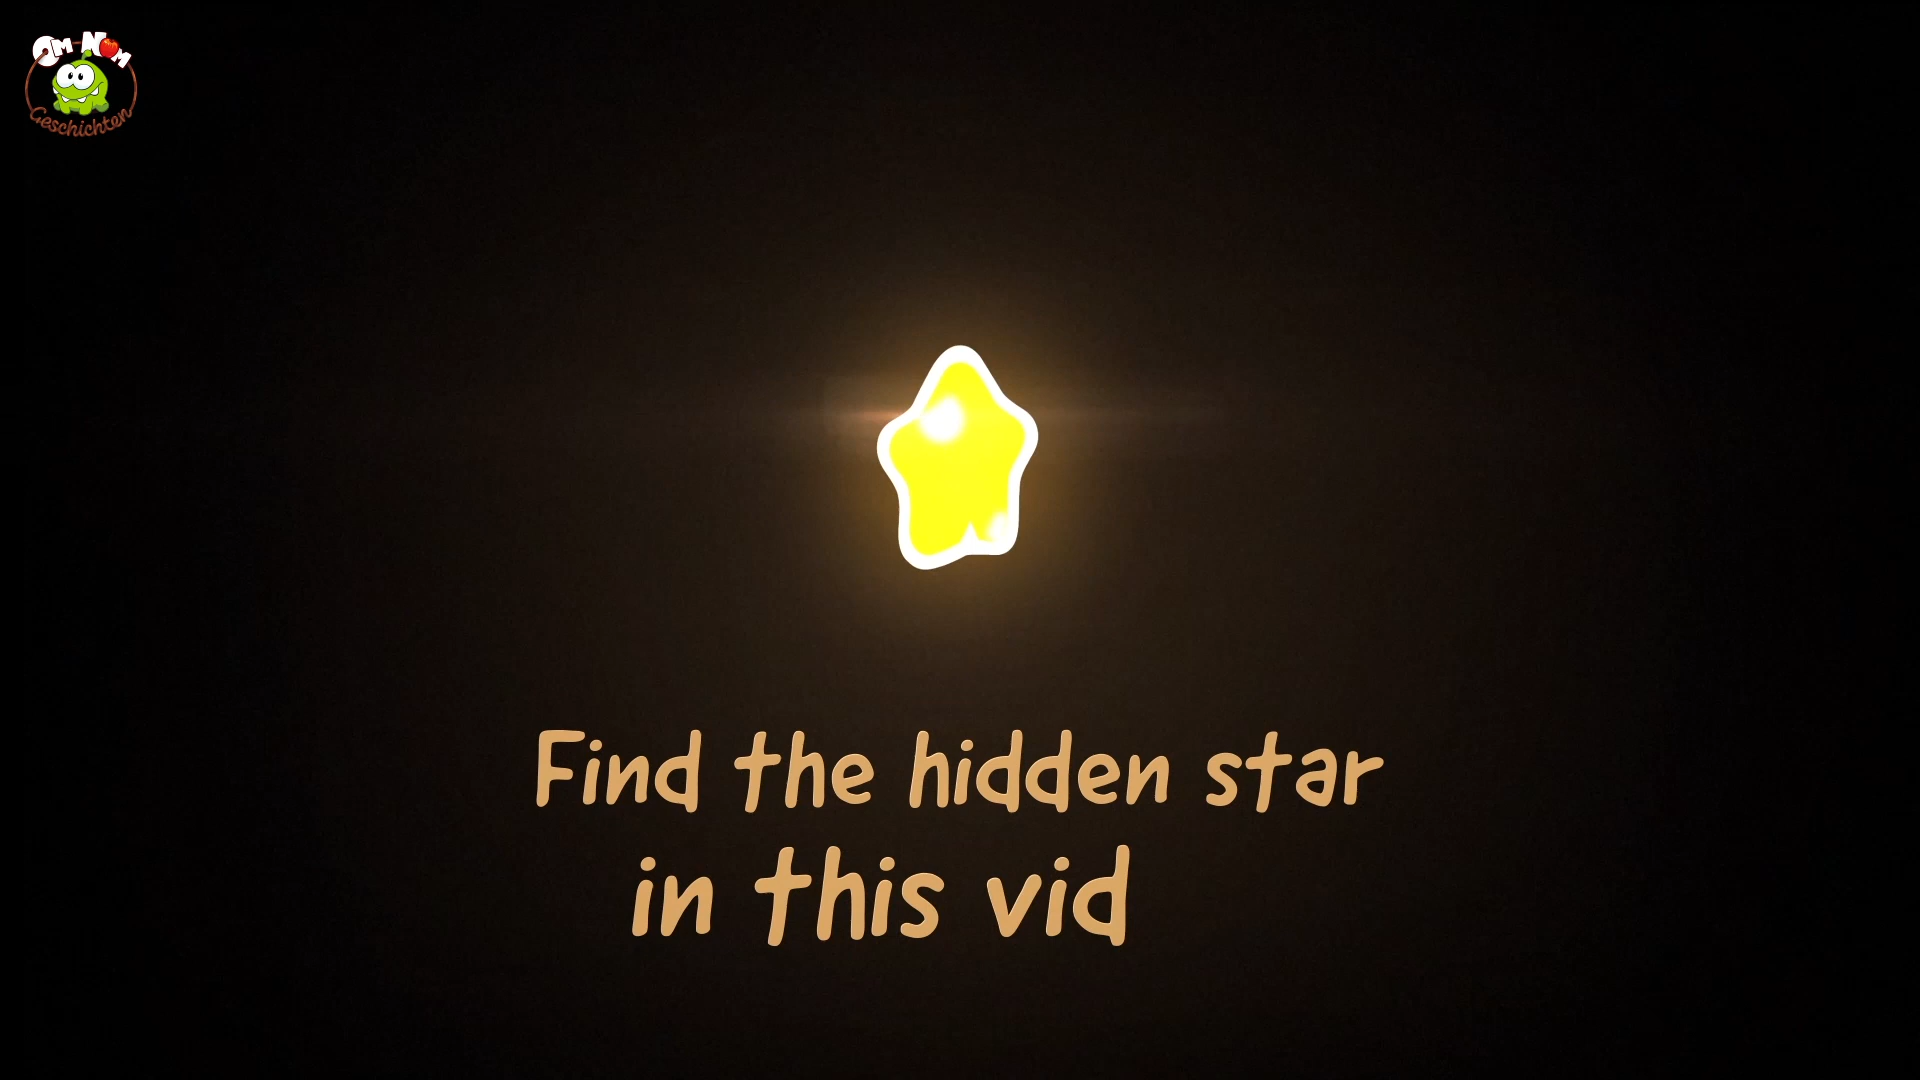 Om Nom
Geschichten
Find the hidden star
in this vid